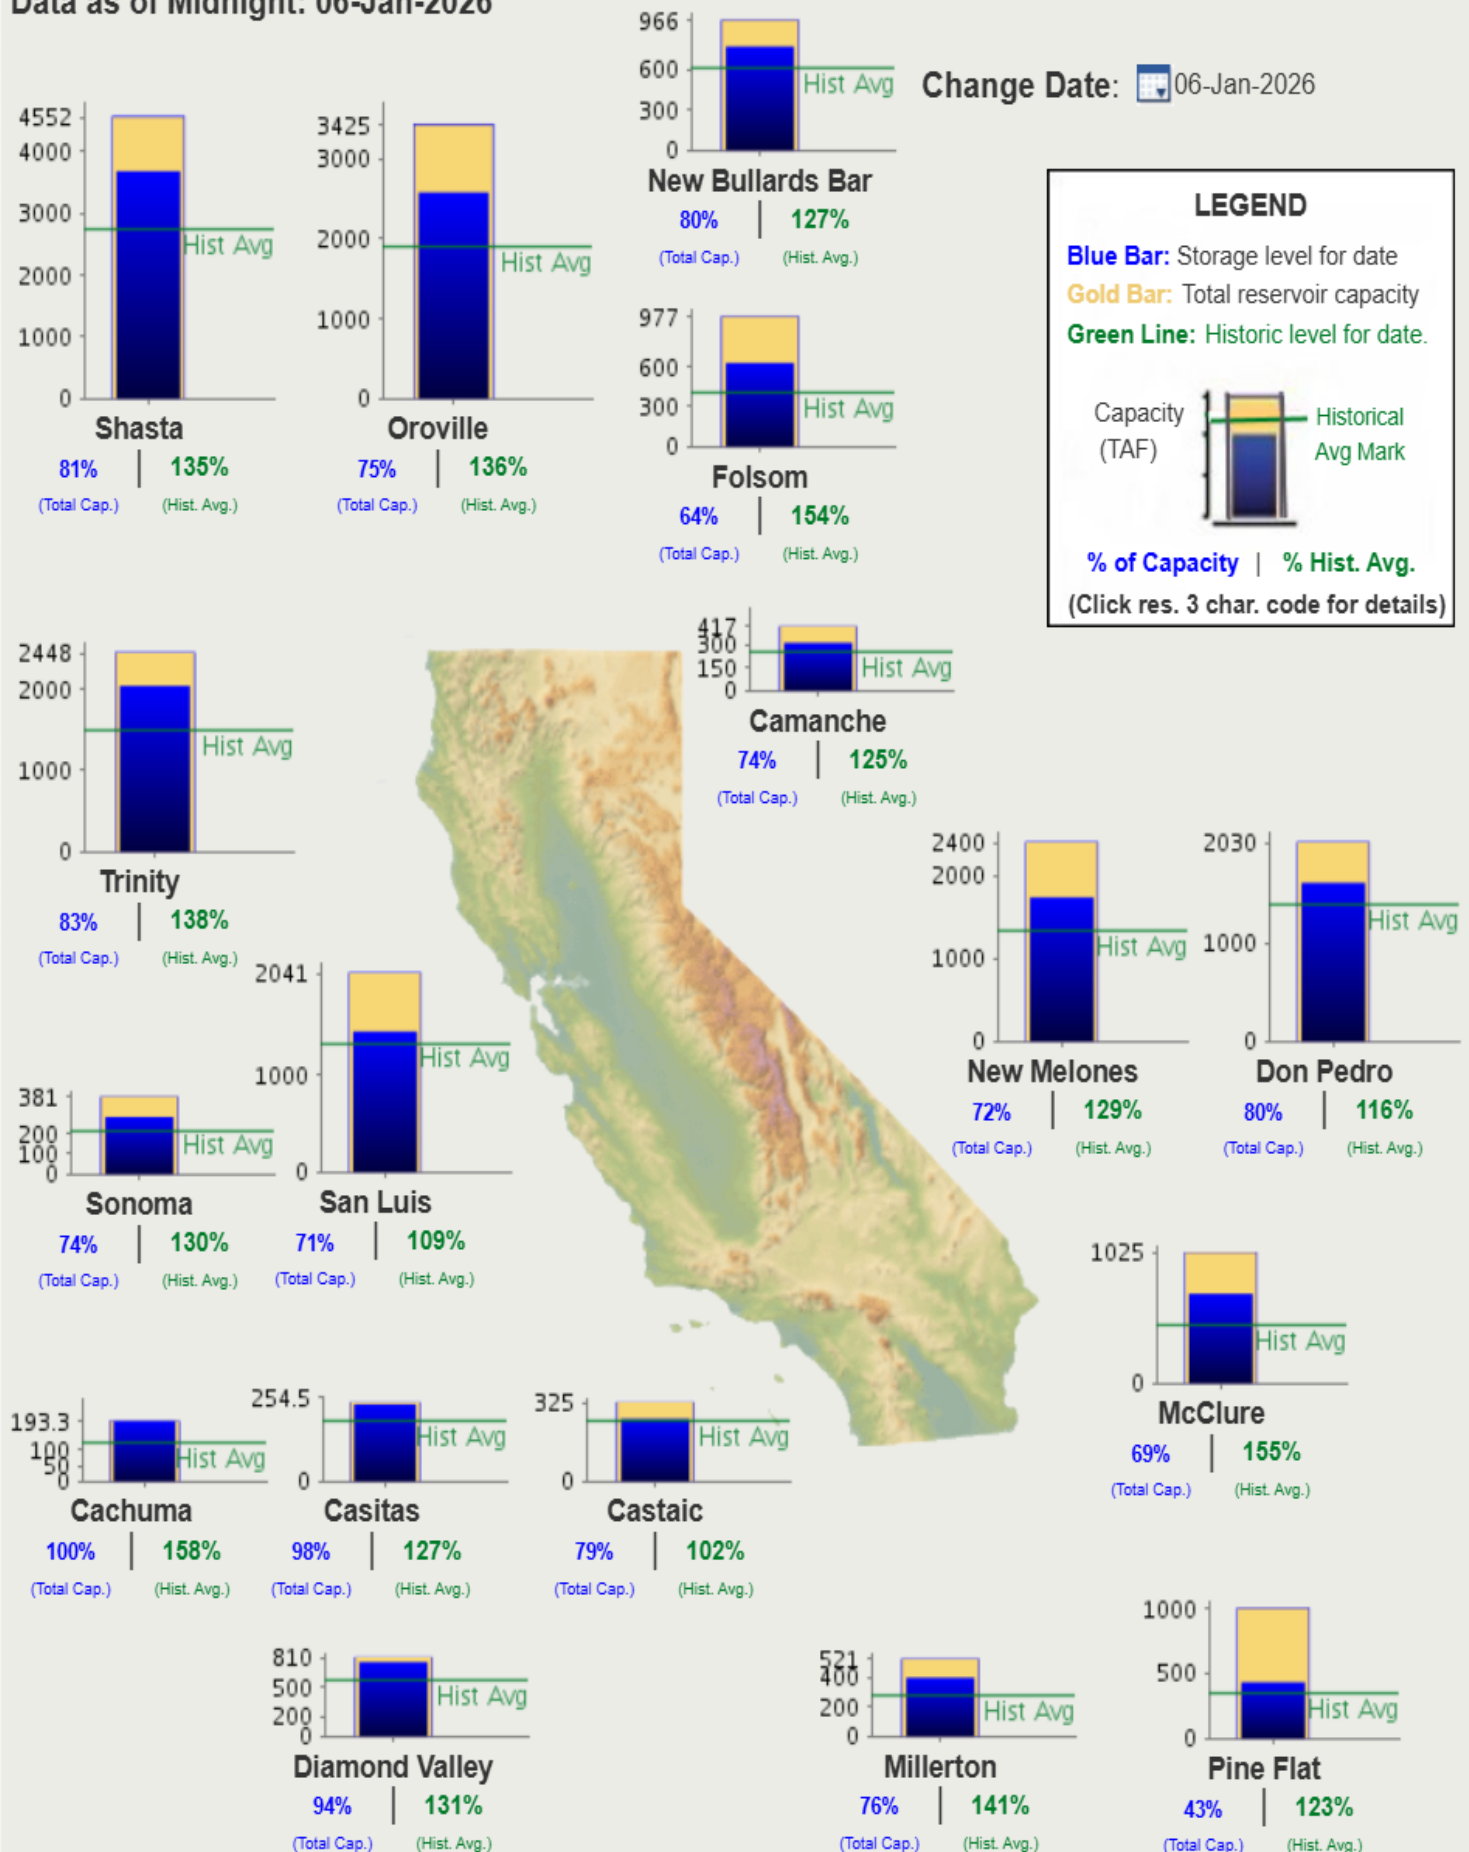 Data as of Midnight: 06-Jan-2026
Change Date: 06-Jan-2026
4552
4000
3000
2000
1000
0
Hist Avg
Shasta
81% | 135%
(Total Cap.) (Hist. Avg.)
3425
3000
2000
1000
0
Hist Avg
Oroville
75% | 136%
(Total Cap.) (Hist. Avg.)
966
600
300
0
Hist Avg
New Bullards Bar
80% | 127%
(Total Cap.) (Hist. Avg.)
977
600
300
0
Hist Avg
Folsom
64% | 154%
(Total Cap.) (Hist. Avg.)
LEGEND
Blue Bar: Storage level for date
Gold Bar: Total reservoir capacity
Green Line: Historic level for date.
Capacity
(TAF)
Historical
Avg Mark
% of Capacity | % Hist. Avg.
(Click res. 3 char. code for details)
2448
2000
1000
0
Hist Avg
Trinity
83% | 138%
(Total Cap.) (Hist. Avg.)
417
300
150
0
Hist Avg
Camanche
74% | 125%
(Total Cap.) (Hist. Avg.)
2400
2000
1000
0
Hist Avg
New Melones
72% | 129%
(Total Cap.) (Hist. Avg.)
2030
1000
0
Hist Avg
Don Pedro
80% | 116%
(Total Cap.) (Hist. Avg.)
381
200
100
0
Hist Avg
Sonoma
74% | 130%
(Total Cap.) (Hist. Avg.)
2041
1000
0
Hist Avg
San Luis
71% | 109%
(Total Cap.) (Hist. Avg.)
1025
0
Hist Avg
McClure
69% | 155%
(Total Cap.) (Hist. Avg.)
193.3
100
50
0
Hist Avg
Cachuma
100% | 158%
(Total Cap.) (Hist. Avg.)
254.5
0
Hist Avg
Casitas
98% | 127%
(Total Cap.) (Hist. Avg.)
325
0
Hist Avg
Castaic
79% | 102%
(Total Cap.) (Hist. Avg.)
810
500
200
0
Hist Avg
Diamond Valley
94% | 131%
(Total Cap.) (Hist. Avg.)
521
400
200
0
Hist Avg
Millerton
76% | 141%
(Total Cap.) (Hist. Avg.)
1000
500
0
Hist Avg
Pine Flat
43% | 123%
(Total Cap.) (Hist. Avg.)